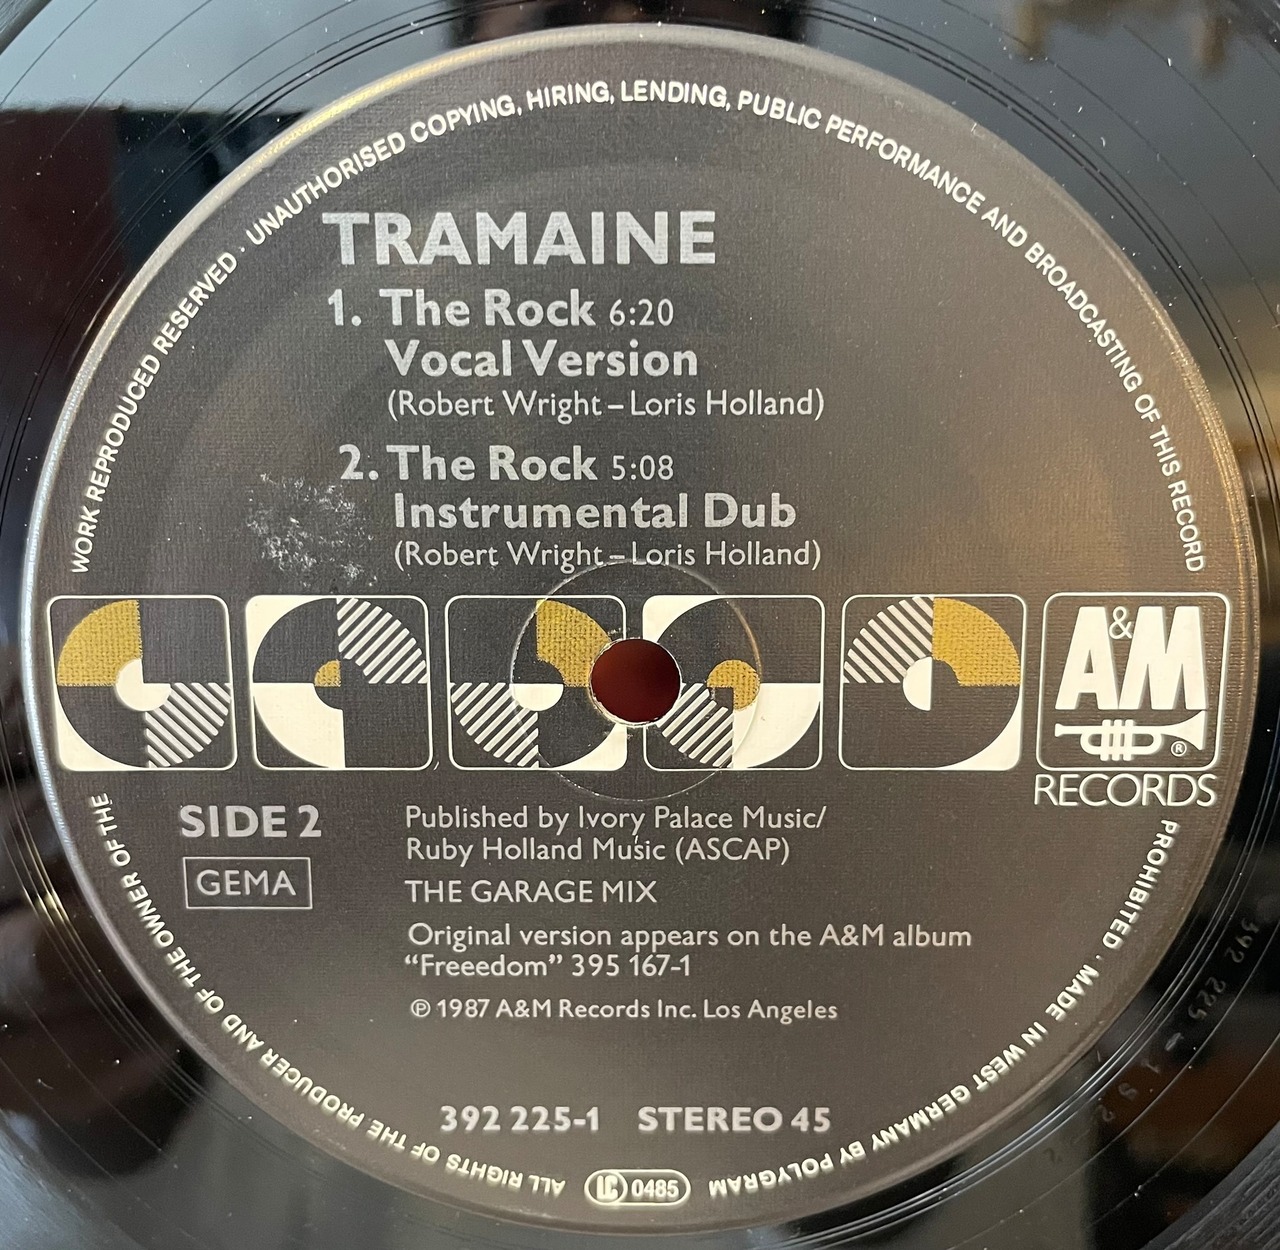 WORK REPRODUCED RESERVED · UNAUTHORISED COPYING, HIRING, LENDING, PUBLIC PERFORMANCE AND BROADCASTING OF THIS RECORD
TRAMAINE
1. The Rock 6:20
Vocal Version
(Robert Wright – Loris Holland)
2. The Rock 5:08
Instrumental Dub
(Robert Wright – Loris Holland)
A&M
®
RECORDS
SIDE 2
GEMA
Published by Ivory Palace Music/
Ruby Holland Music (ASCAP)
THE GARAGE MIX
Original version appears on the A&M album
“Freeedom” 395 167-1
℗ 1987 A&M Records Inc. Los Angeles
392 225-1 STEREO 45
PROHIBITED · MADE IN WEST GERMANY BY POLYGRAM
LC 0485
ALL RIGHTS OF THE PRODUCER AND OF THE OWNER OF THE
392 225 - 1 S 2